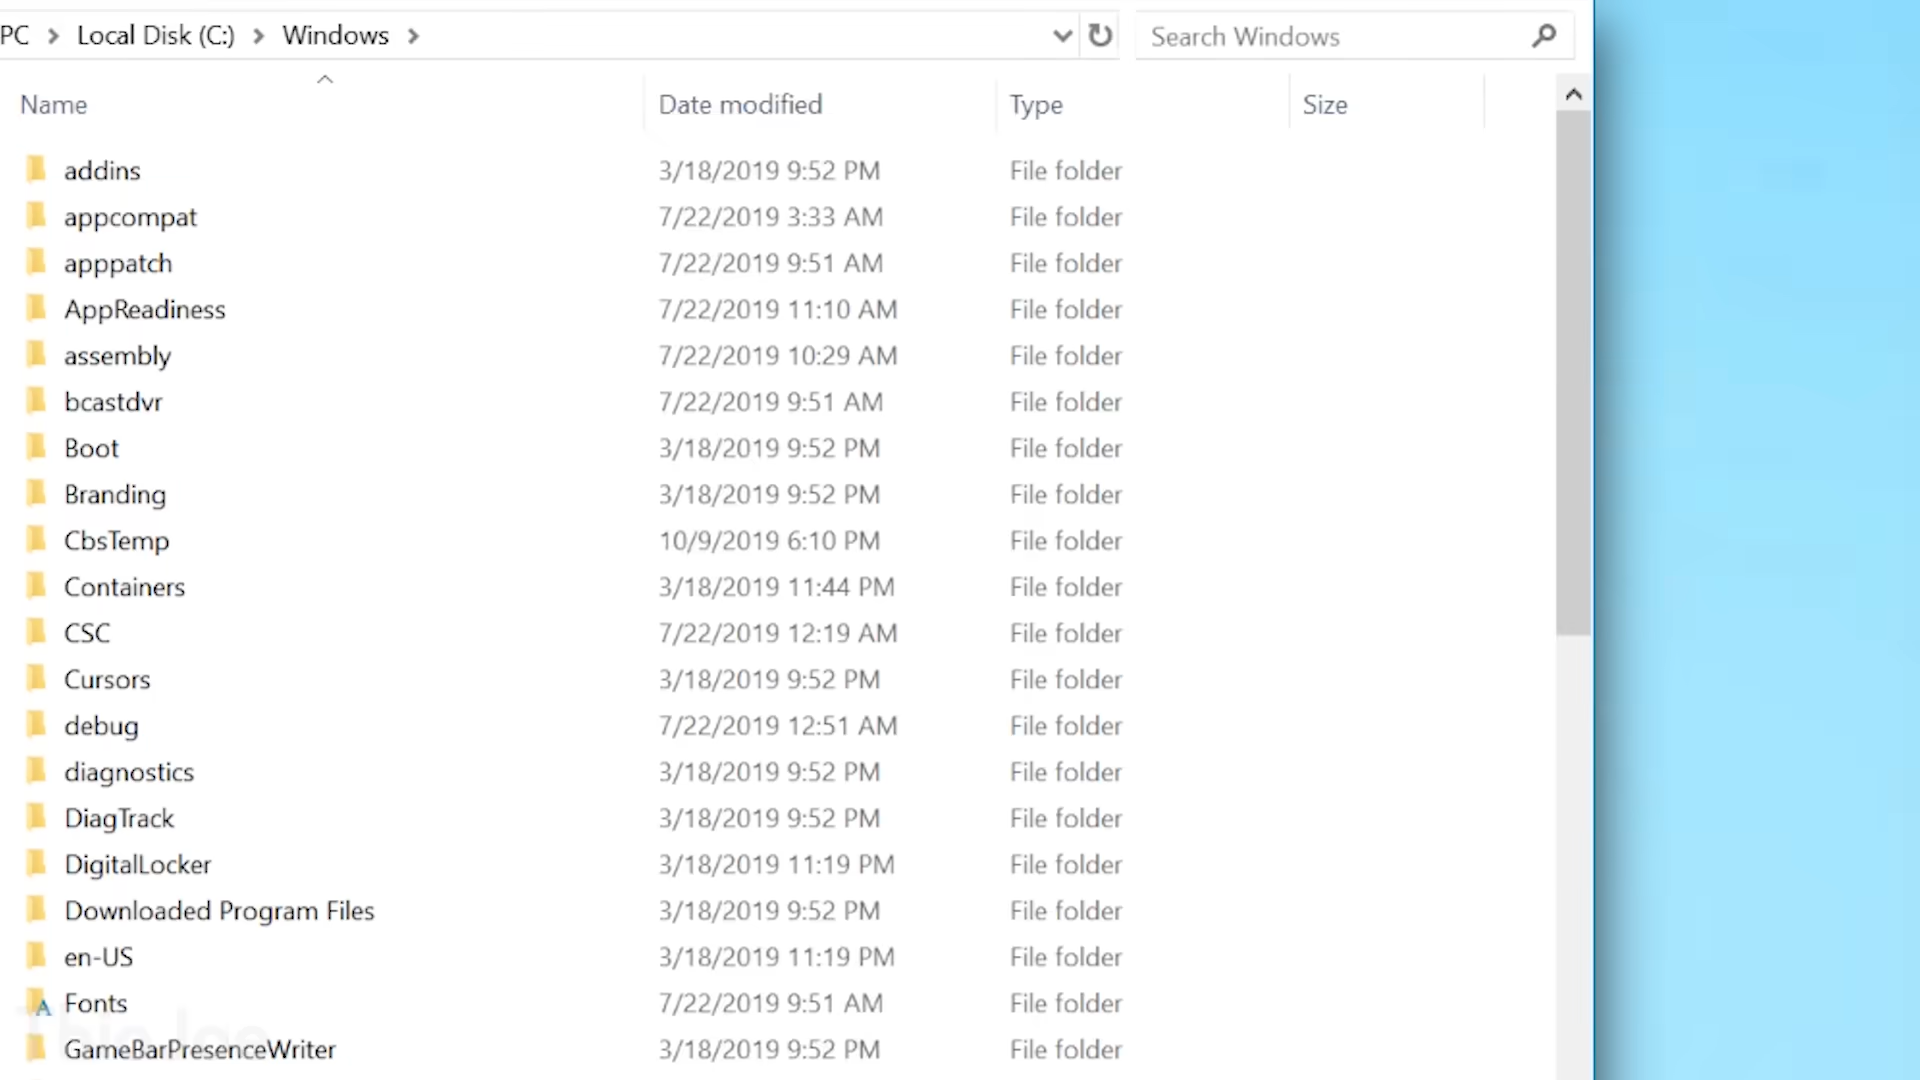 PC > Local Disk (C:) > Windows >
Search Windows
Name Date modified Type Size
addins 3/18/2019 9:52 PM File folder
appcompat 7/22/2019 3:33 AM File folder
apppatch 7/22/2019 9:51 AM File folder
AppReadiness 7/22/2019 11:10 AM File folder
assembly 7/22/2019 10:29 AM File folder
bcastdvr 7/22/2019 9:51 AM File folder
Boot 3/18/2019 9:52 PM File folder
Branding 3/18/2019 9:52 PM File folder
CbsTemp 10/9/2019 6:10 PM File folder
Containers 3/18/2019 11:44 PM File folder
CSC 7/22/2019 12:19 AM File folder
Cursors 3/18/2019 9:52 PM File folder
debug 7/22/2019 12:51 AM File folder
diagnostics 3/18/2019 9:52 PM File folder
DiagTrack 3/18/2019 9:52 PM File folder
DigitalLocker 3/18/2019 11:19 PM File folder
Downloaded Program Files 3/18/2019 9:52 PM File folder
en-US 3/18/2019 11:19 PM File folder
Fonts 7/22/2019 9:51 AM File folder
GameBarPresenceWriter 3/18/2019 9:52 PM File folder